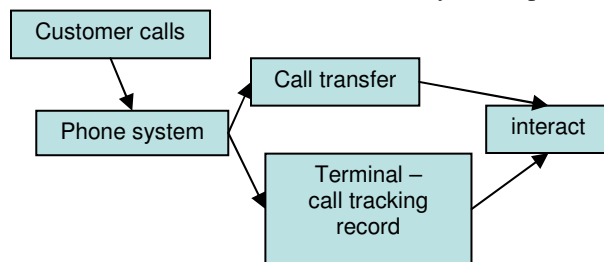 Customer calls
Call transfer
Phone system
interact
Terminal –
call tracking
record